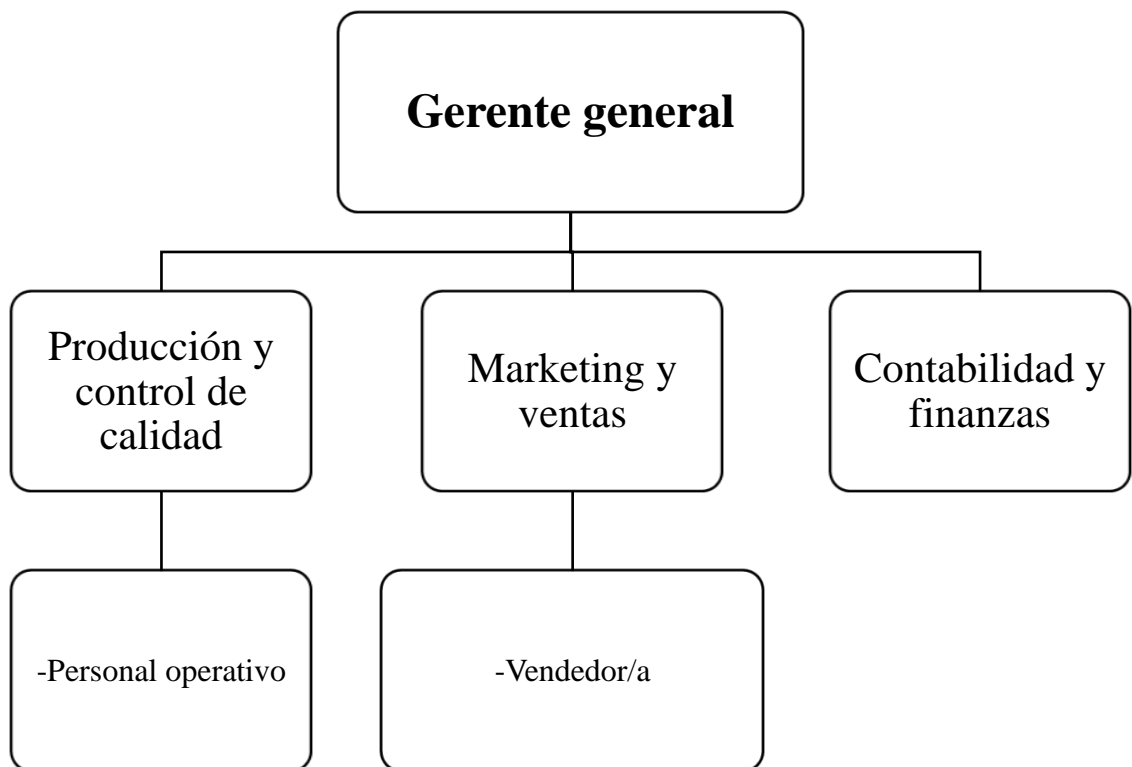 Gerente general
Producción y
control de
calidad
Marketing y
ventas
Contabilidad y
finanzas
-Personal operativo
-Vendedor/a